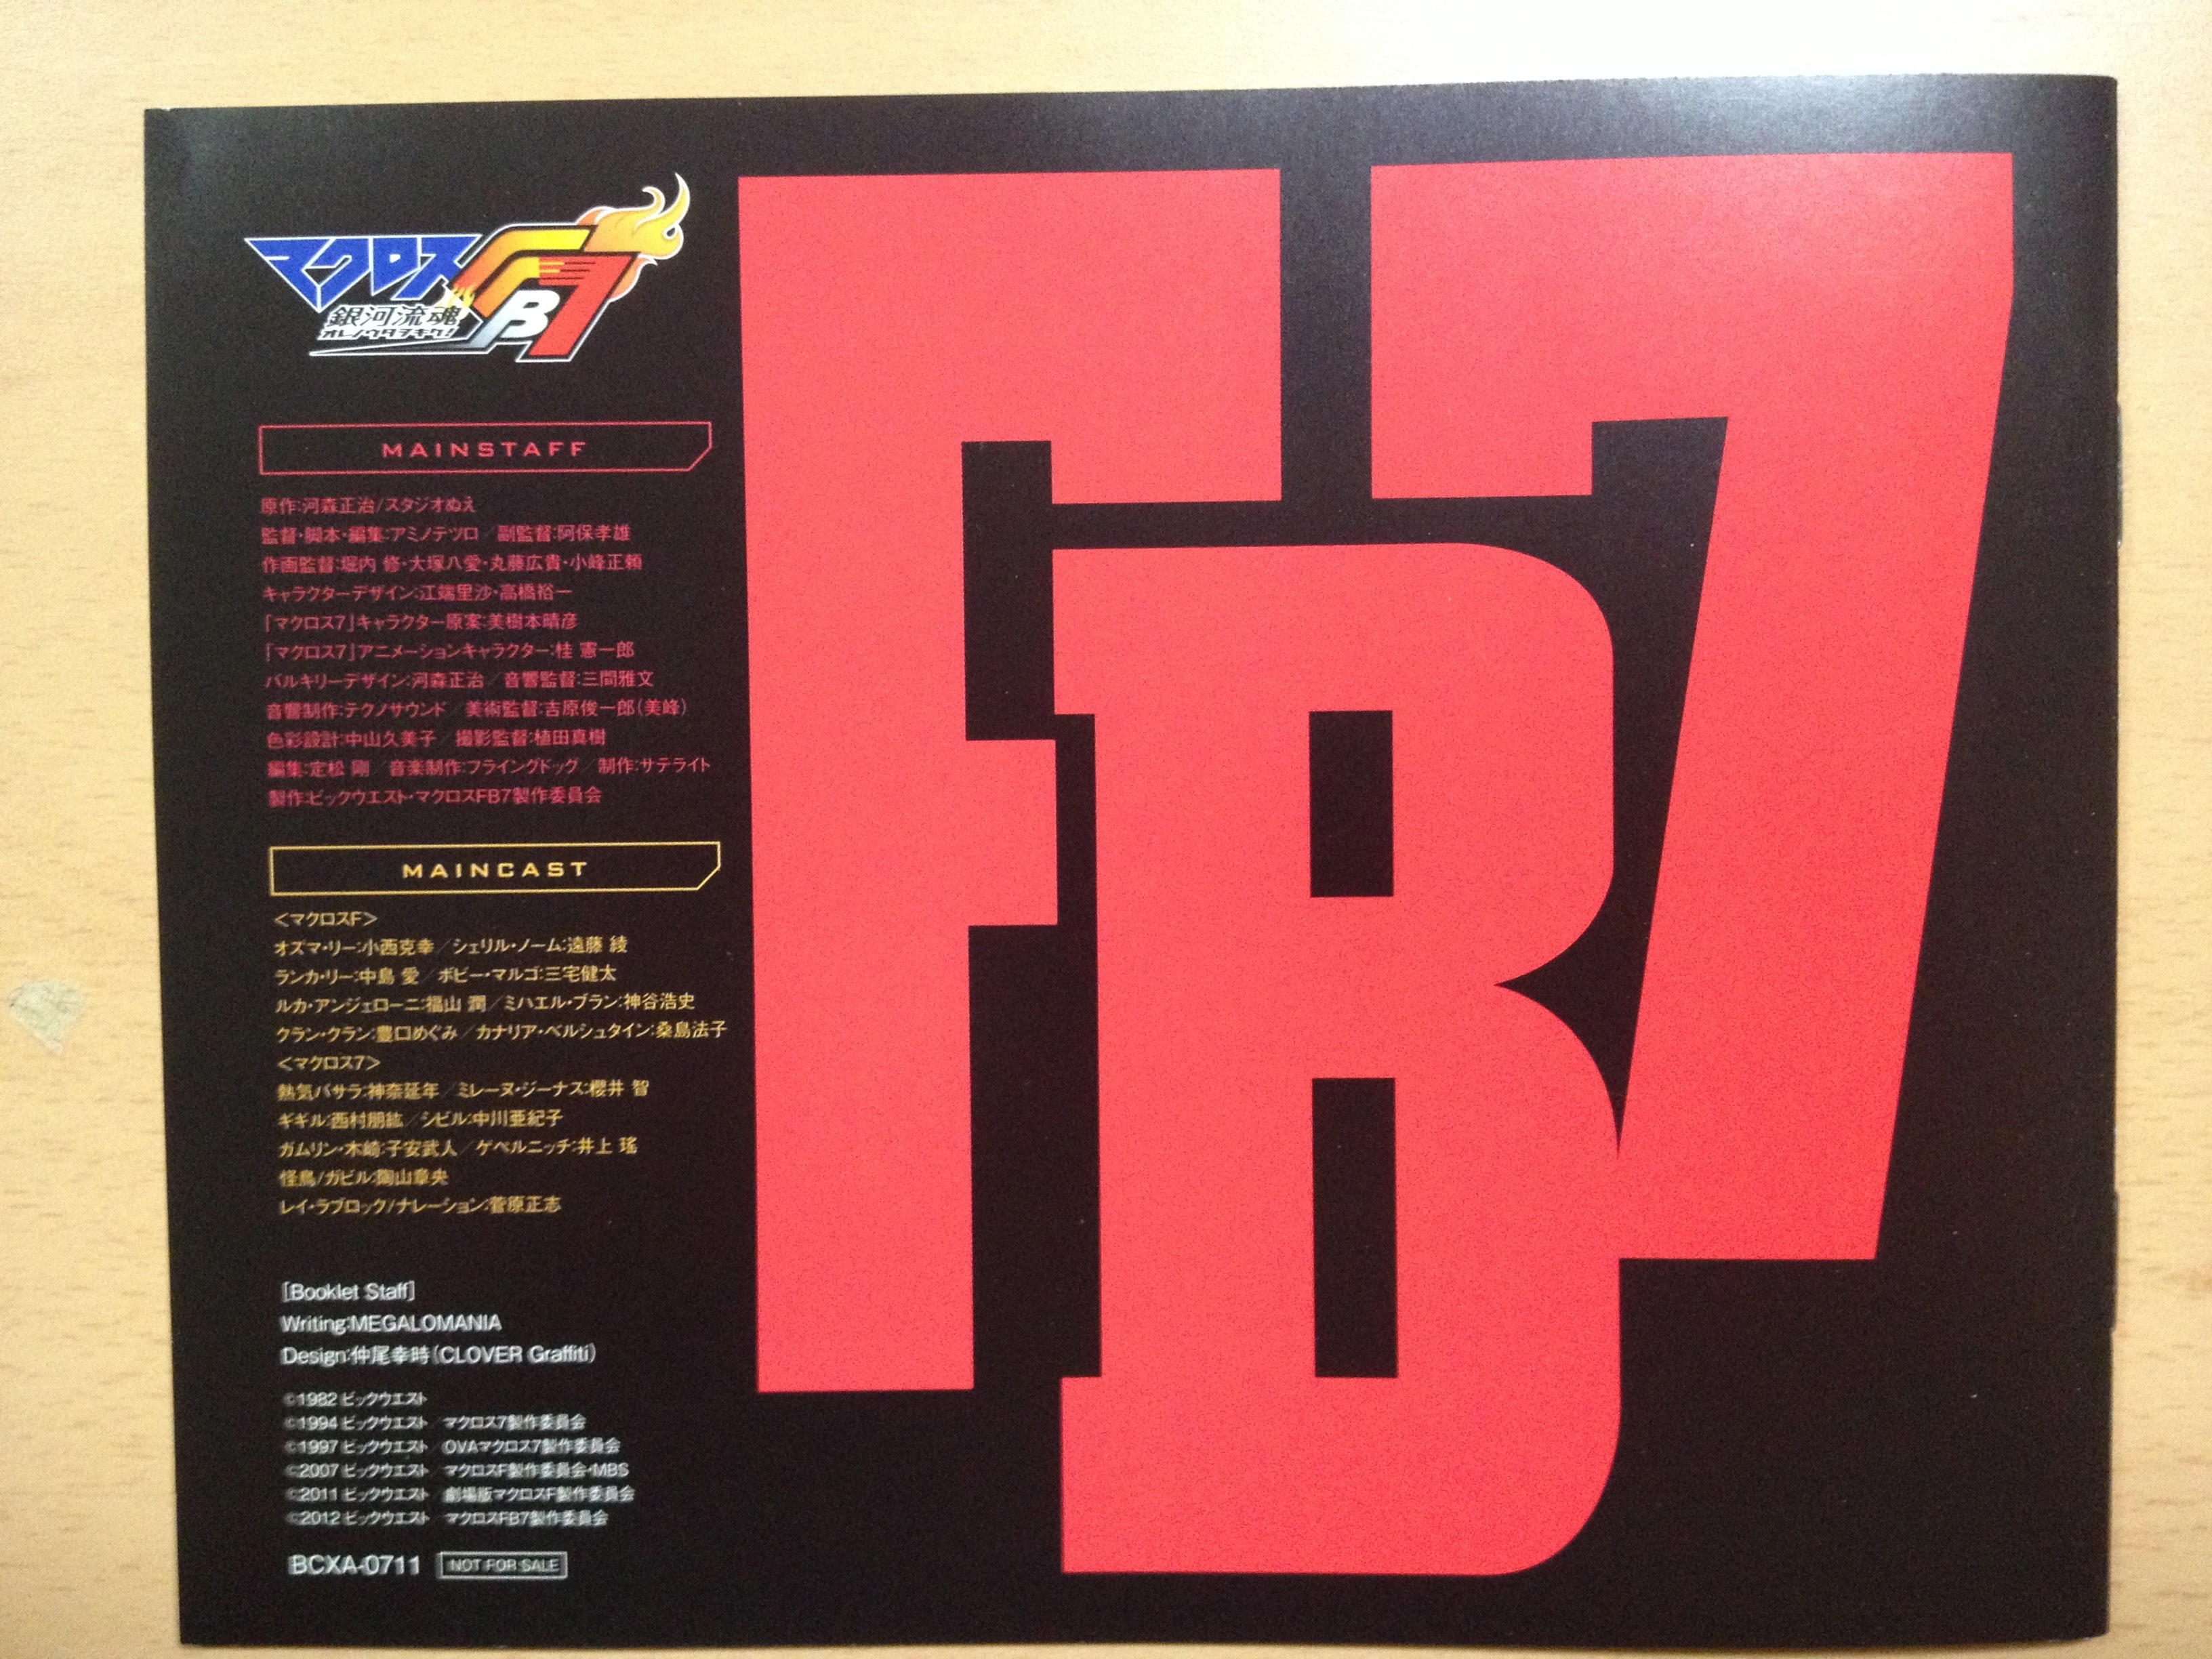 マクロス
FB7
銀河流魂
オレノウタヲキケ!
MAINSTAFF
原作:河森正治/スタジオぬえ
監督・脚本・編集:アミノテツロ／副監督:阿保孝雄
作画監督:堀内 修・大塚八愛・丸藤広貴・小峰正頼
キャラクターデザイン:江端里沙・高橋裕一
「マクロス7」キャラクター原案:美樹本晴彦
「マクロス7」アニメーションキャラクター:桂 憲一郎
バルキリーデザイン:河森正治／音響監督:三間雅文
音響制作:テクノサウンド／美術監督:吉原俊一郎(美峰)
色彩設計:中山久美子／撮影監督:植田真樹
編集:定松 剛／音楽制作:フライングドッグ／制作:サテライト
製作:ビックウエスト・マクロスFB7製作委員会
MAINCAST
＜マクロスF＞
オズマ・リー:小西克幸／シェリル・ノーム:遠藤 綾
ランカ・リー:中島 愛／ボビー・マルゴ:三宅健太
ルカ・アンジェローニ:福山 潤／ミハエル・ブラン:神谷浩史
クラン・クラン:豊口めぐみ／カナリア・ベルシュタイン:桑島法子
＜マクロス7＞
熱気バサラ:神奈延年／ミレーヌ・ジーナス:櫻井 智
ギギル:西村朋紘／シビル:中川亜紀子
ガムリン・木崎:子安武人／ゲペルニッチ:井上 瑤
怪鳥/ガビル:陶山章央
レイ・ラブロック/ナレーション:菅原正志
[Booklet Staff]
Writing:MEGALOMANIA
Design:仲尾幸時(CLOVER Graffiti)
©1982 ビックウエスト
©1994 ビックウエスト／マクロス7製作委員会
©1997 ビックウエスト／OVAマクロス7製作委員会
©2007 ビックウエスト／マクロスF製作委員会・MBS
©2011 ビックウエスト／劇場版マクロスF製作委員会
©2012 ビックウエスト／マクロスFB7製作委員会
BCXA-0711 NOT FOR SALE
FB7